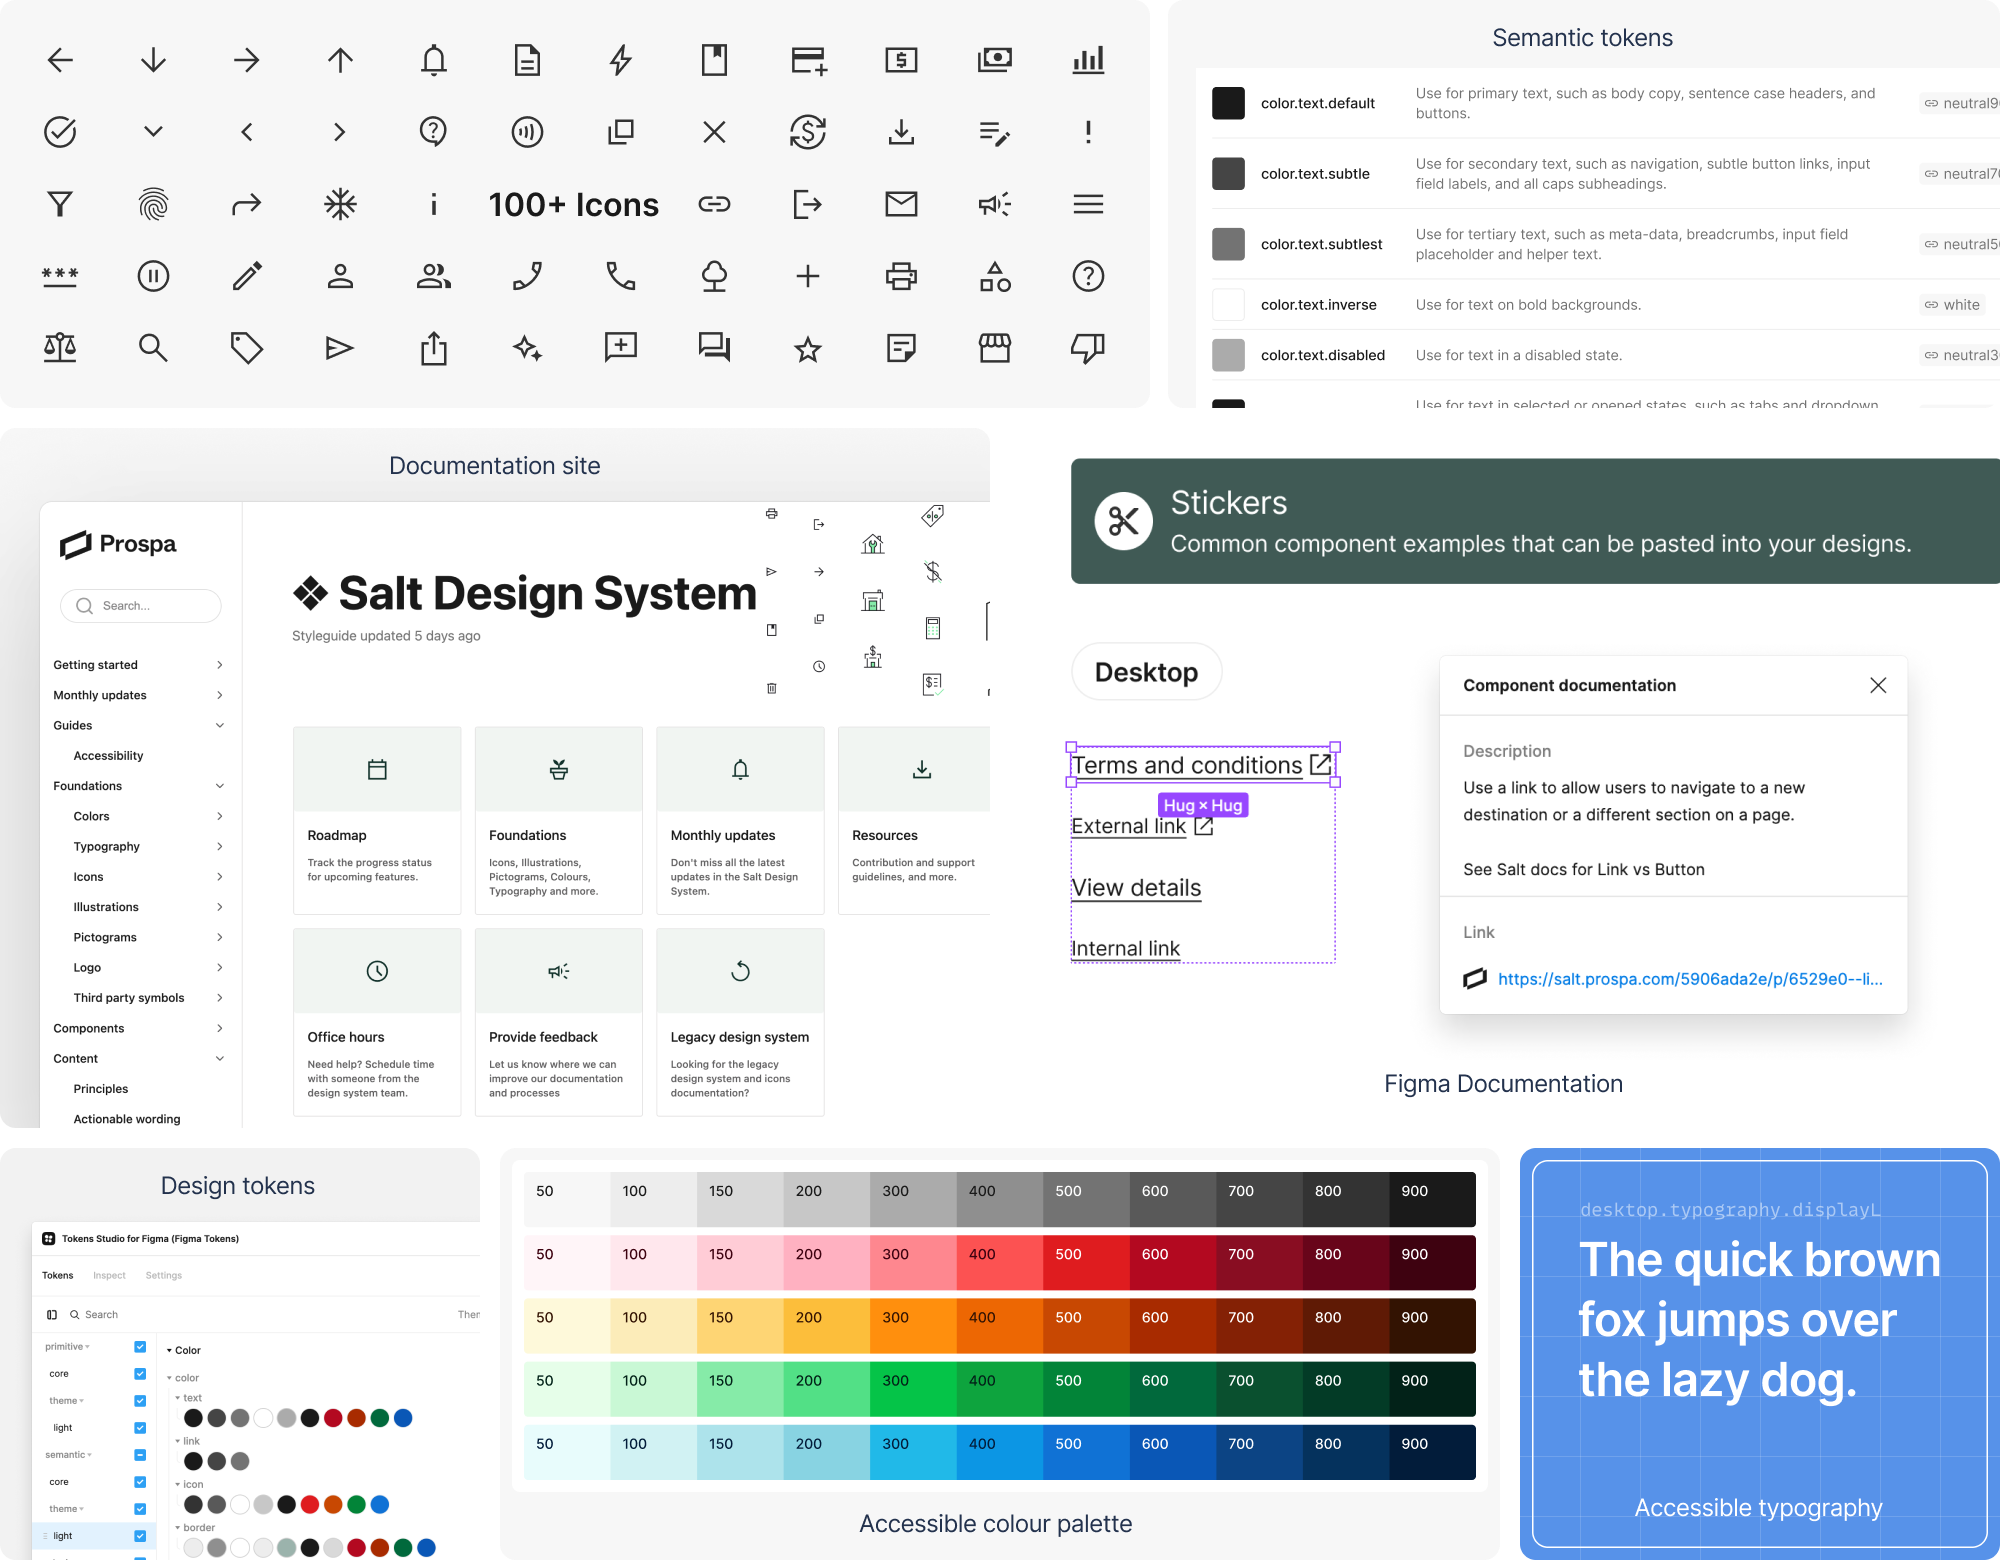 100+ Icons
Semantic tokens
color.text.default
Use for primary text, such as body copy, sentence case headers, and
buttons.
color.text.subtle
Use for secondary text, such as navigation, subtle button links, input
field labels, and all caps subheadings.
color.text.subtlest
Use for tertiary text, such as meta-data, breadcrumbs, input field
placeholder and helper text.
color.text.inverse
Use for text on bold backgrounds.
white
color.text.disabled
Use for text in a disabled state.
Use for text in selected or opened states, such as tabs and dropdown
Documentation site
Prospa
Search...
Getting started
Monthly updates
Guides
Accessibility
Foundations
Colors
Typography
Icons
Illustrations
Pictograms
Logo
Third party symbols
Components
Content
Principles
Actionable wording
❖ Salt Design System
Styleguide updated 5 days ago
Roadmap
Track the progress status
for upcoming features.
Foundations
Icons, Illustrations,
Pictograms, Colours,
Typography and more.
Monthly updates
Don't miss all the latest
updates in the Salt Design
System.
Resources
Contribution and support
guidelines, and more.
Office hours
Need help? Schedule time
with someone from the
design system team.
Provide feedback
Let us know where we can
improve our documentation
and processes
Legacy design system
Looking for the legacy
design system and icons
documentation?
Stickers
Common component examples that can be pasted into your designs.
Desktop
Terms and conditions
Hug × Hug
External link
View details
Internal link
Component documentation
Description
Use a link to allow users to navigate to a new
destination or a different section on a page.
See Salt docs for Link vs Button
Link
https://salt.prospa.com/5906ada2e/p/6529e0--li...
Figma Documentation
Design tokens
Tokens Studio for Figma (Figma Tokens)
Tokens Inspect Settings
Search
primitive
core
theme
light
semantic
core
theme
light
Color
color
text
link
icon
border
50 100 150 200 300 400 500 600 700 800 900
50 100 150 200 300 400 500 600 700 800 900
50 100 150 200 300 400 500 600 700 800 900
50 100 150 200 300 400 500 600 700 800 900
50 100 150 200 300 400 500 600 700 800 900
Accessible colour palette
desktop.typography.displayL
The quick brown
fox jumps over
the lazy dog.
Accessible typography